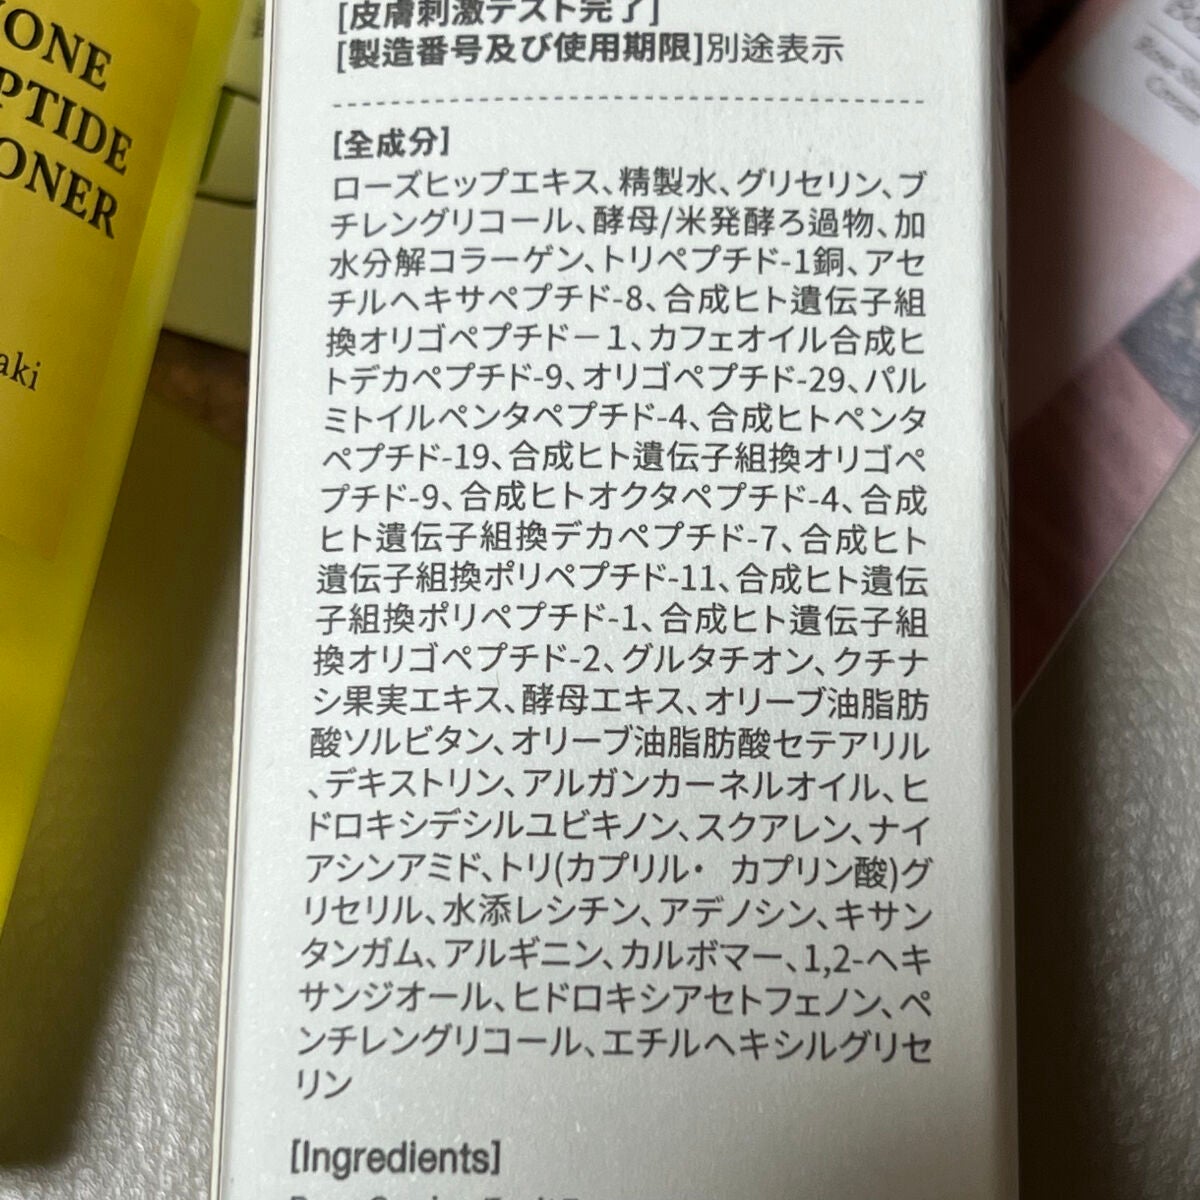 IONE
PTIDE
ONER
aki
[皮膚刺激テスト完了]
[製造番号及び使用期限]別途表示
[全成分]
ローズヒップエキス、精製水、グリセリン、ブ
チレングリコール、酵母/米発酵ろ過物、加
水分解コラーゲン、トリペプチド-1銅、アセ
チルヘキサペプチド-8、合成ヒト遺伝子組
換オリゴペプチドー1、カフェオイル合成ヒ
トデカペプチド-9、オリゴペプチド-29、パル
ミトイルペンタペプチド-4、合成ヒトペンタ
ペプチド-19、合成ヒト遺伝子組換オリゴペ
プチド-9、合成ヒトオクタペプチド-4、合成
ヒト遺伝子組換デカペプチド-7、合成ヒト
遺伝子組換ポリペプチド-11、合成ヒト遺伝
子組換ポリペプチド-1、合成ヒト遺伝子組
換オリゴペプチド-2、グルタチオン、クチナ
シ果実エキス、酵母エキス、オリーブ油脂肪
酸ソルビタン、オリーブ油脂肪酸セテアリル
、デキストリン、アルガンカーネルオイル、ヒ
ドロキシデシルユビキノン、スクアレン、ナイ
アシンアミド、トリ(カプリル・ カプリン酸)グ
リセリル、水添レシチン、アデノシン、キサン
タンガム、アルギニン、カルボマー、1,2-ヘキ
サンジオール、ヒドロキシアセトフェノン、ペ
ンチレングリコール、エチルヘキシルグリセ
リン
[Ingredients]